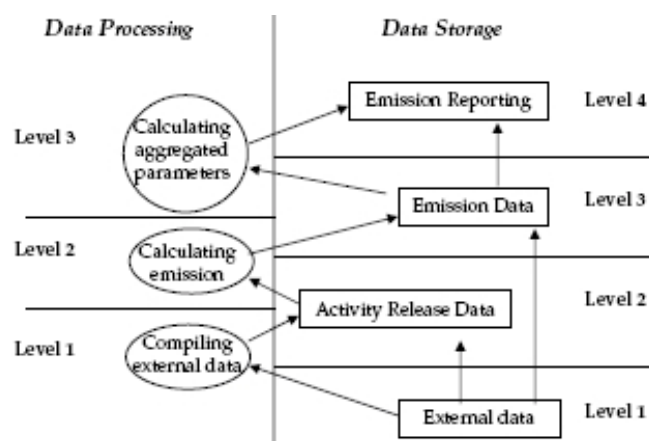 Data Processing
Data Storage
Emission Reporting
Level 4
Level 3
Calculating
aggregated
parameters
Emission Data
Level 3
Level 2
Calculating
emission
Activity Release Data
Level 2
Level 1
Compiling
external data
External data
Level 1